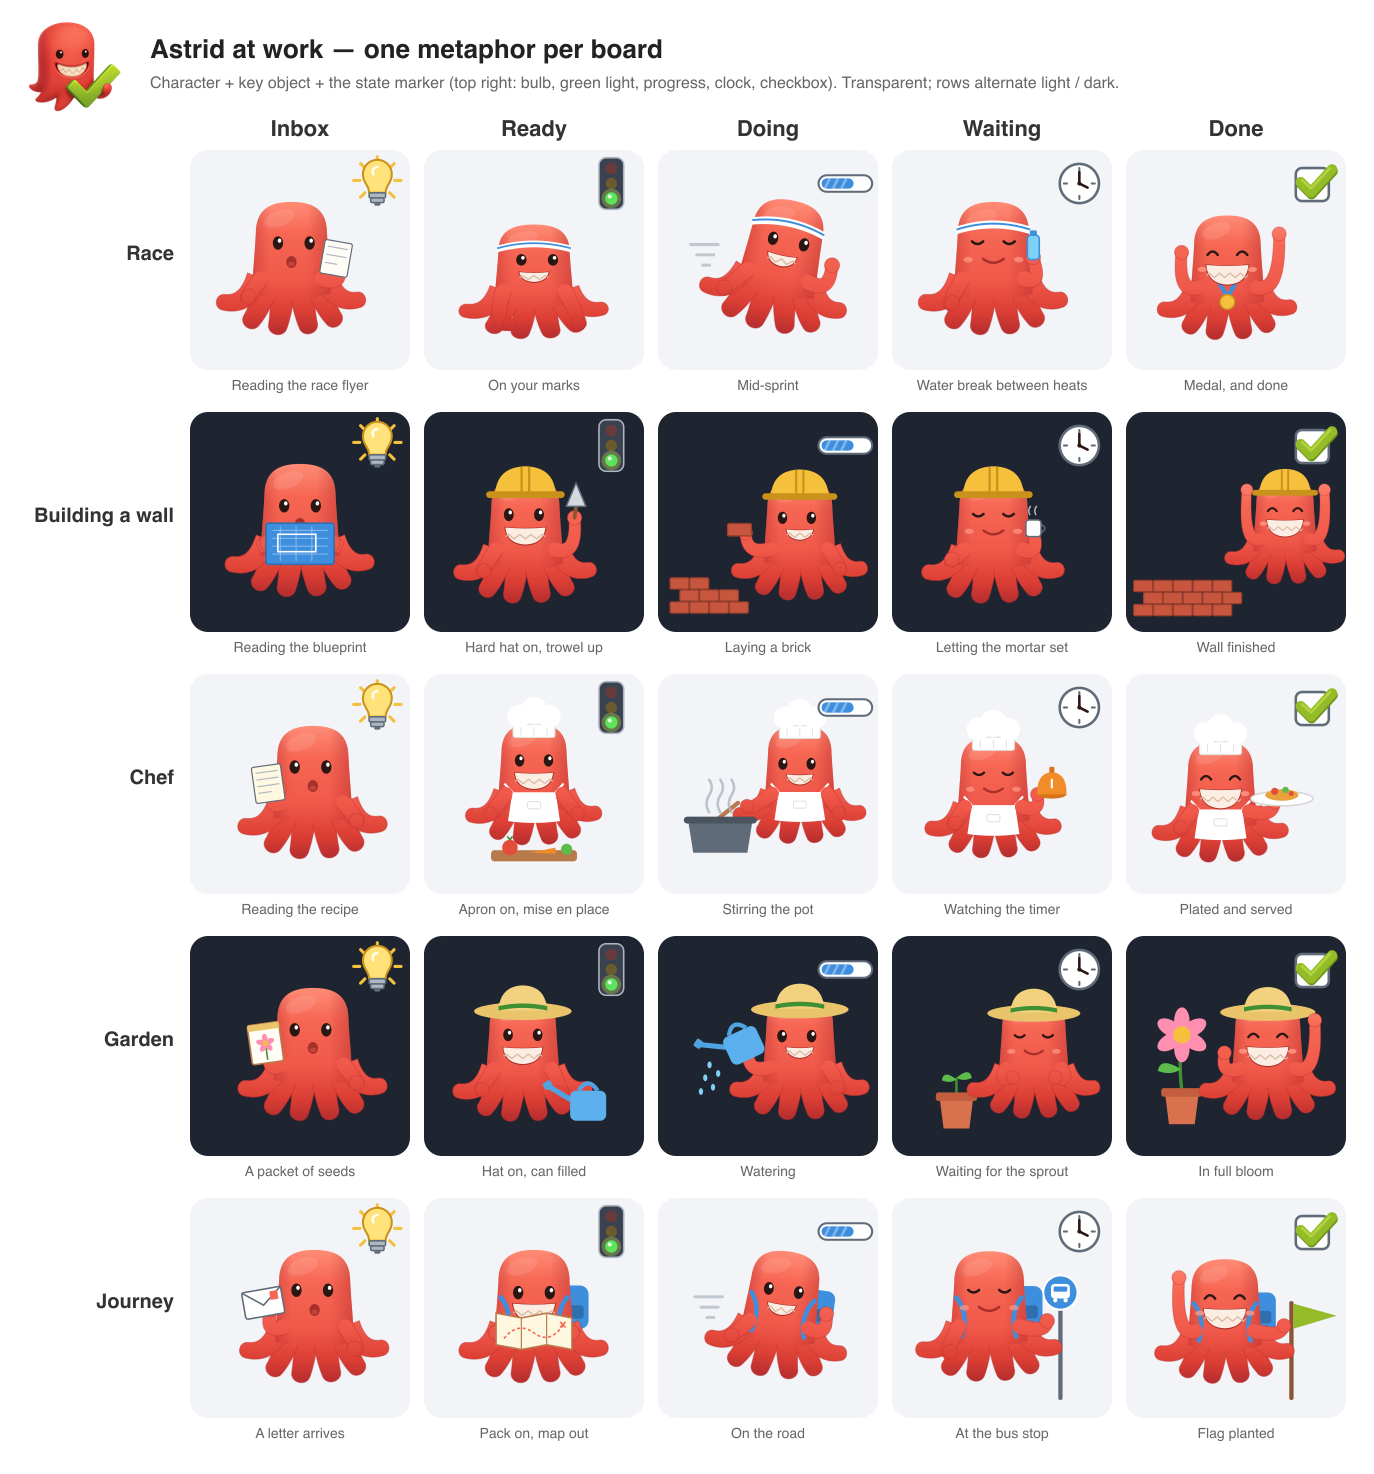 Astrid at work — one metaphor per board
Character + key object + the state marker (top right: bulb, green light, progress, clock, checkbox). Transparent; rows alternate light / dark.
Inbox Ready Doing Waiting Done
Race
Reading the race flyer On your marks Mid-sprint Water break between heats Medal, and done
Building a wall
Reading the blueprint Hard hat on, trowel up Laying a brick Letting the mortar set Wall finished
Chef
Reading the recipe Apron on, mise en place Stirring the pot Watching the timer Plated and served
Garden
A packet of seeds Hat on, can filled Watering Waiting for the sprout In full bloom
Journey
A letter arrives Pack on, map out On the road At the bus stop Flag planted